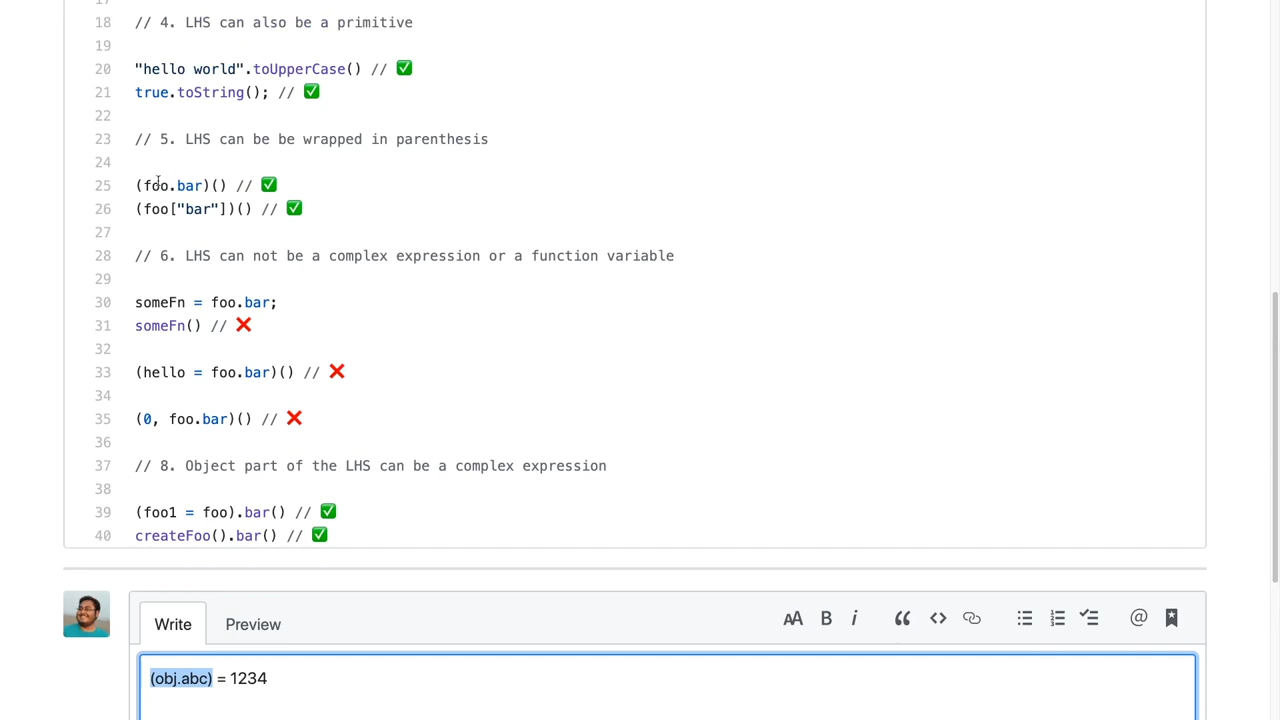 17
18 // 4. LHS can also be a primitive
19
20 "hello world".toUpperCase() // ✅
21 true.toString(); // ✅
22
23 // 5. LHS can be be wrapped in parenthesis
24
25 (foo.bar)() // ✅
26 (foo["bar"])() // ✅
27
28 // 6. LHS can not be a complex expression or a function variable
29
30 someFn = foo.bar;
31 someFn() // ❌
32
33 (hello = foo.bar)() // ❌
34
35 (0, foo.bar)() // ❌
36
37 // 8. Object part of the LHS can be a complex expression
38
39 (foo1 = foo).bar() // ✅
40 createFoo().bar() // ✅
Write Preview AA B i @
(obj.abc) = 1234